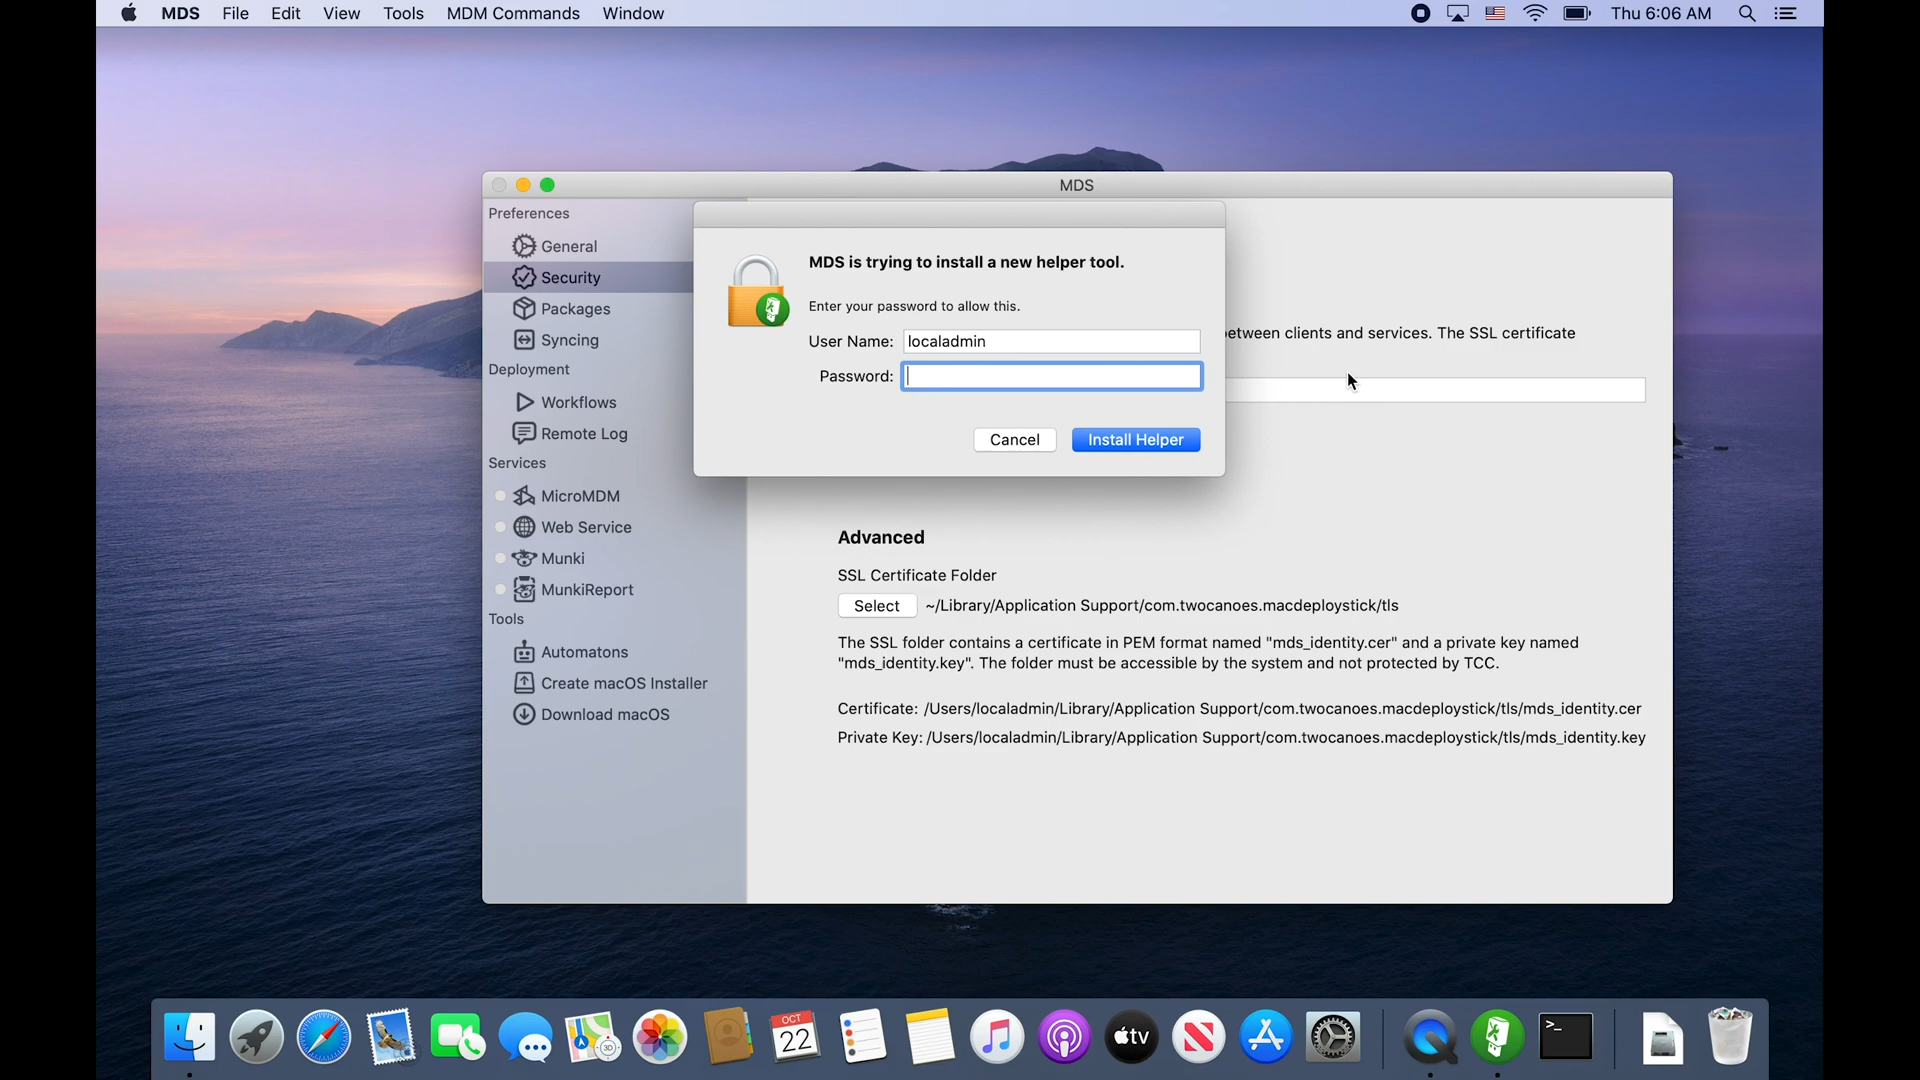 MDS File Edit View Tools MDM Commands Window Thu 6:06 AM
MDS
Preferences
General
Security
Packages
Syncing
Deployment
Workflows
Remote Log
Services
MicroMDM
Web Service
Munki
MunkiReport
Tools
Automatons
Create macOS Installer
Download macOS
MDS is trying to install a new helper tool.
Enter your password to allow this.
User Name: localadmin
Password:
Cancel Install Helper
etween clients and services. The SSL certificate
Advanced
SSL Certificate Folder
Select ~/Library/Application Support/com.twocanoes.macdeploystick/tls
The SSL folder contains a certificate in PEM format named "mds_identity.cer" and a private key named
"mds_identity.key". The folder must be accessible by the system and not protected by TCC.
Certificate: /Users/localadmin/Library/Application Support/com.twocanoes.macdeploystick/tls/mds_identity.cer
Private Key: /Users/localadmin/Library/Application Support/com.twocanoes.macdeploystick/tls/mds_identity.key
3D
OCT
22
tv
>_